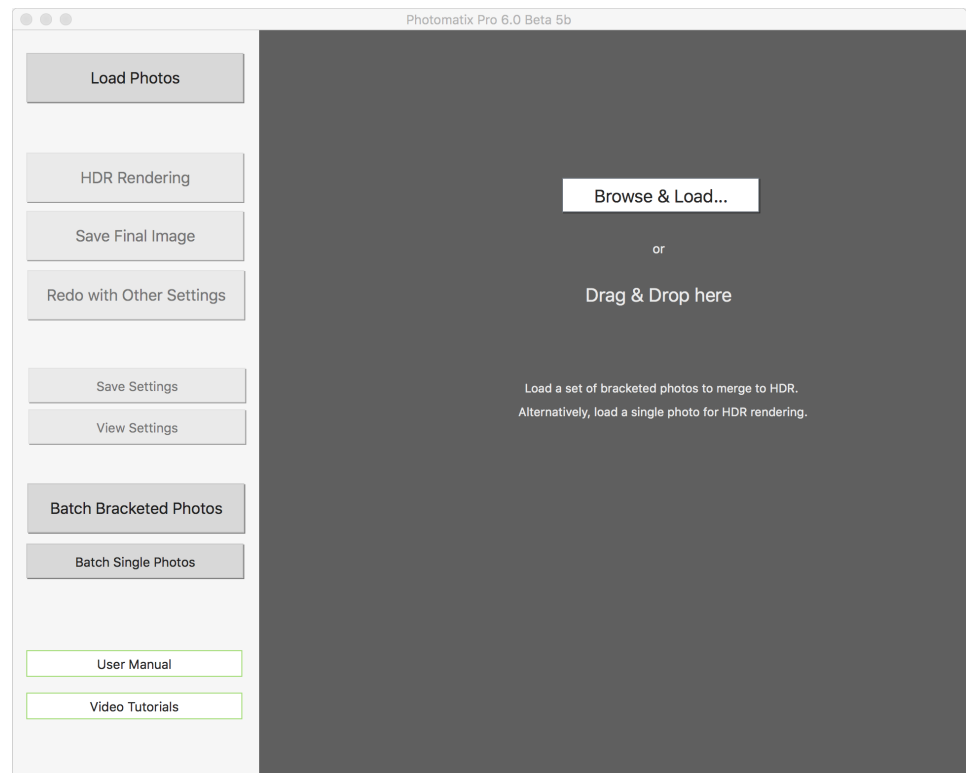 Photomatix Pro 6.0 Beta 5b
Load Photos
HDR Rendering
Save Final Image
Redo with Other Settings
Save Settings
View Settings
Batch Bracketed Photos
Batch Single Photos
User Manual
Video Tutorials
Browse & Load...
or
Drag & Drop here
Load a set of bracketed photos to merge to HDR.
Alternatively, load a single photo for HDR rendering.